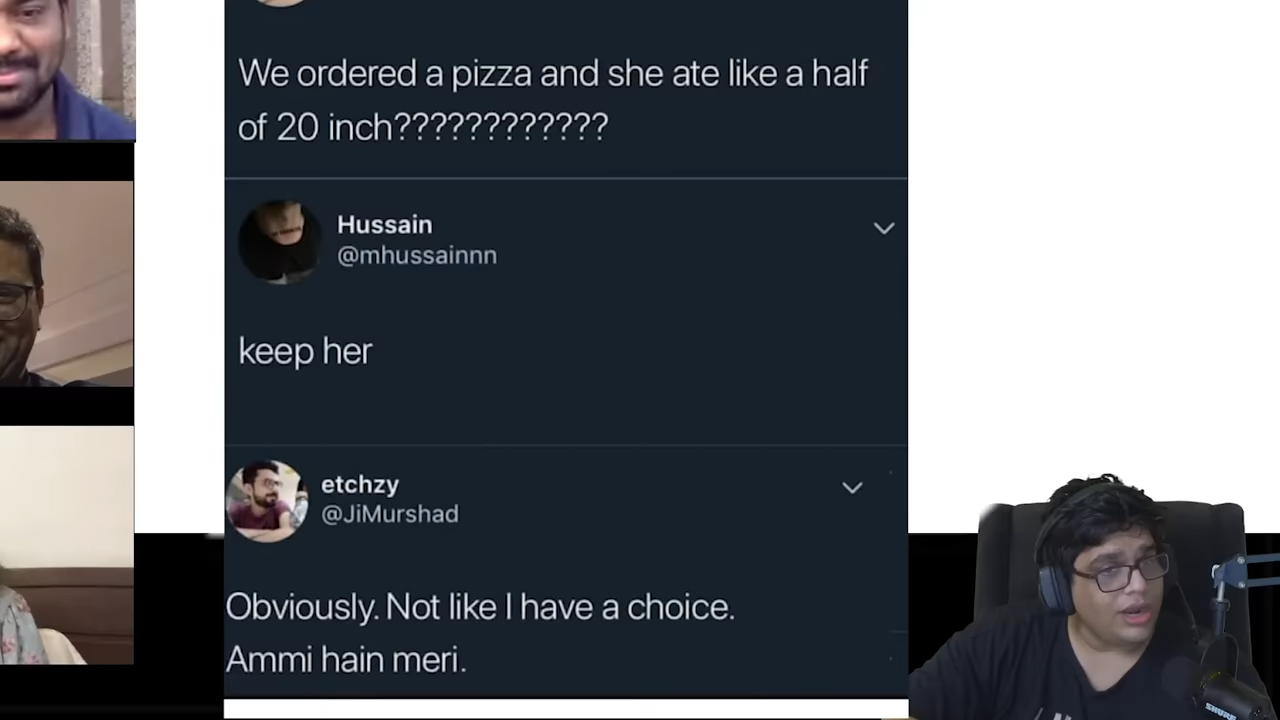 We ordered a pizza and she ate like a half
of 20 inch????????????
Hussain
@mhussainnn
keep her
etchzy
@JiMurshad
Obviously. Not like I have a choice.
Ammi hain meri.
SHURE